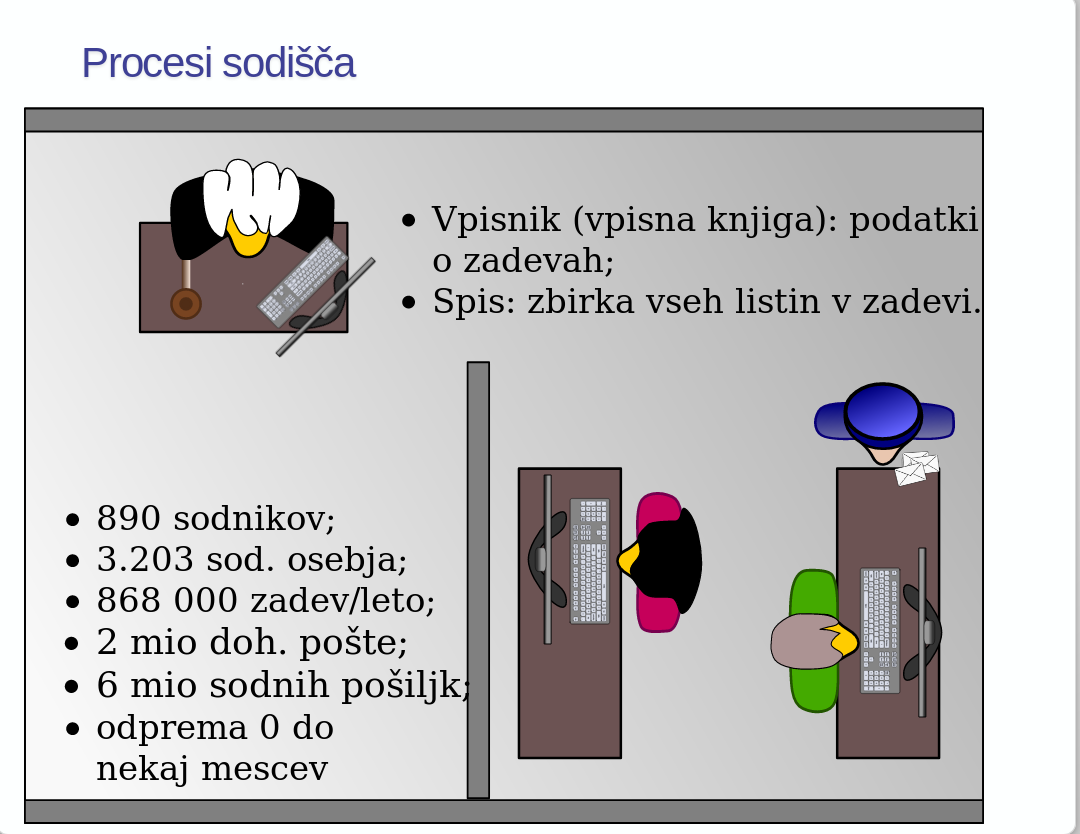 Procesi sodišča
• Vpisnik (vpisna knjiga): podatki
o zadevah;
• Spis: zbirka vseh listin v zadevi.
• 890 sodnikov;
• 3.203 sod. osebja;
• 868 000 zadev/leto;
• 2 mio doh. pošte;
• 6 mio sodnih pošiljk;
• odprema 0 do
nekaj mescev